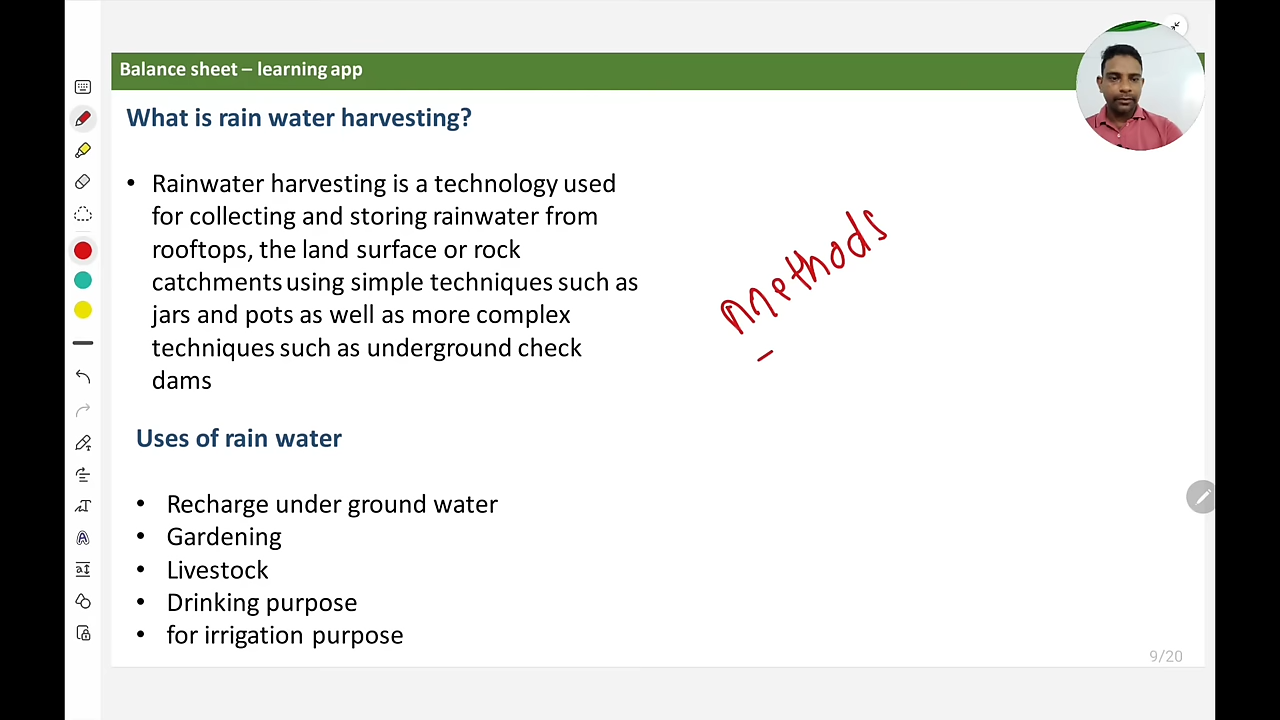 Balance sheet – learning app
What is rain water harvesting?
• Rainwater harvesting is a technology used
for collecting and storing rainwater from
rooftops, the land surface or rock
catchments using simple techniques such as
jars and pots as well as more complex
techniques such as underground check
dams
methods
Uses of rain water
• Recharge under ground water
• Gardening
• Livestock
• Drinking purpose
• for irrigation purpose
9/20